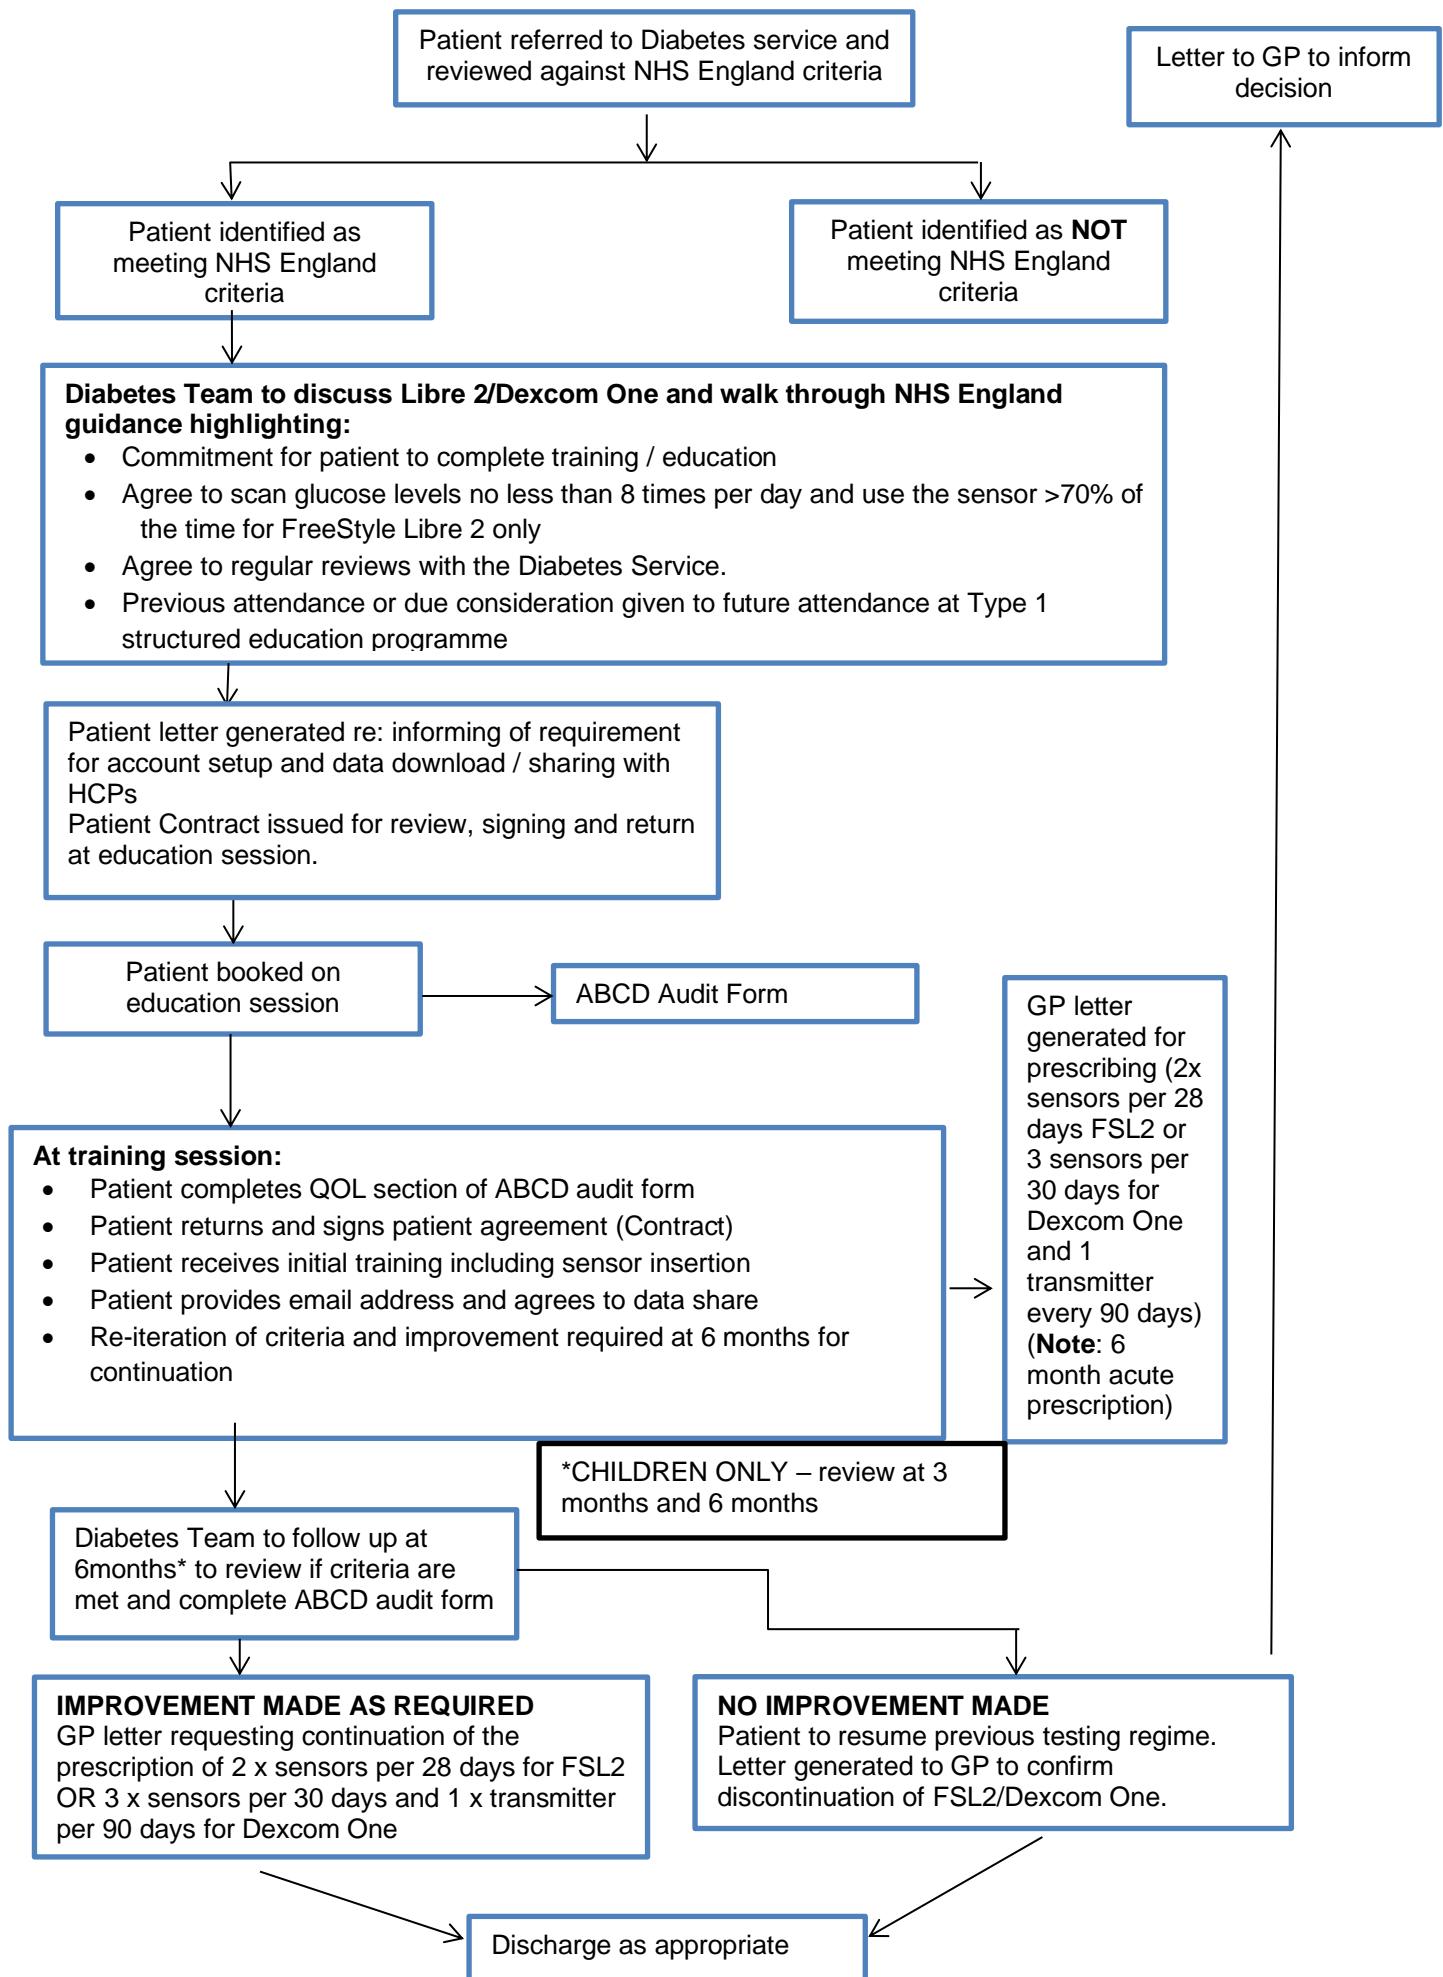 Patient referred to Diabetes service and
reviewed against NHS England criteria
Letter to GP to inform
decision
Patient identified as
meeting NHS England
criteria
Patient identified as NOT
meeting NHS England
criteria
Diabetes Team to discuss Libre 2/Dexcom One and walk through NHS England
guidance highlighting:
• Commitment for patient to complete training / education
• Agree to scan glucose levels no less than 8 times per day and use the sensor >70% of
the time for FreeStyle Libre 2 only
• Agree to regular reviews with the Diabetes Service.
• Previous attendance or due consideration given to future attendance at Type 1
structured education programme
Patient letter generated re: informing of requirement
for account setup and data download / sharing with
HCPs
Patient Contract issued for review, signing and return
at education session.
Patient booked on
education session
ABCD Audit Form
GP letter
generated for
prescribing (2x
sensors per 28
days FSL2 or
3 sensors per
30 days for
Dexcom One
and 1
transmitter
every 90 days)
(Note: 6
month acute
prescription)
At training session:
• Patient completes QOL section of ABCD audit form
• Patient returns and signs patient agreement (Contract)
• Patient receives initial training including sensor insertion
• Patient provides email address and agrees to data share
• Re-iteration of criteria and improvement required at 6 months for
continuation
*CHILDREN ONLY – review at 3
months and 6 months
Diabetes Team to follow up at
6months* to review if criteria are
met and complete ABCD audit form
IMPROVEMENT MADE AS REQUIRED
GP letter requesting continuation of the
prescription of 2 x sensors per 28 days for FSL2
OR 3 x sensors per 30 days and 1 x transmitter
per 90 days for Dexcom One
NO IMPROVEMENT MADE
Patient to resume previous testing regime.
Letter generated to GP to confirm
discontinuation of FSL2/Dexcom One.
Discharge as appropriate